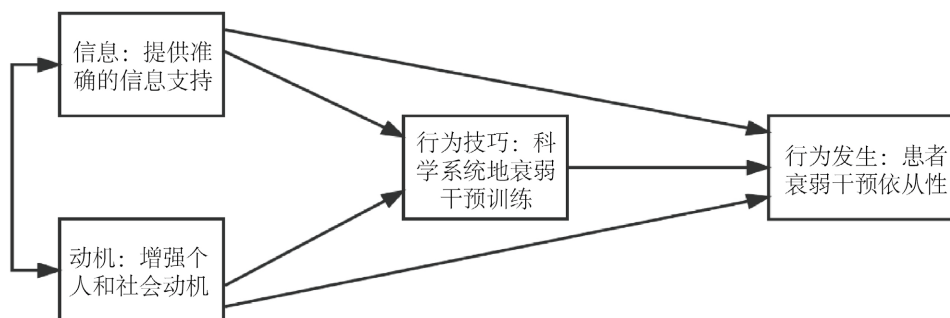 信息：提供准
确的信息支持
行为技巧：科
学系统地衰弱
干预训练
行为发生：患者
衰弱干预依从性
动机：增强个
人和社会动机